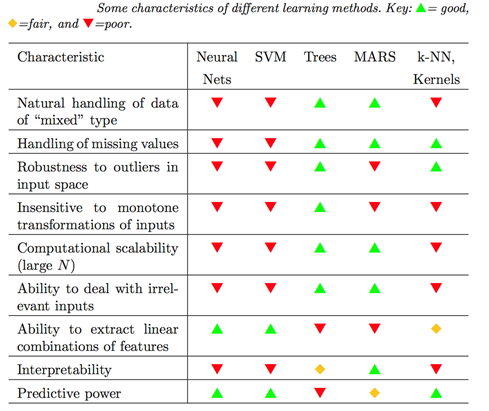 Some characteristics of different learning methods. Key: ▲= good,
◆=fair, and ▼=poor.
Characteristic Neural SVM Trees MARS k-NN,
Nets Kernels
Natural handling of data ▼ ▼ ▲ ▲ ▼
of “mixed” type
Handling of missing values ▼ ▼ ▲ ▲ ▲
Robustness to outliers in ▼ ▼ ▲ ▼ ▲
input space
Insensitive to monotone ▼ ▼ ▲ ▼ ▼
transformations of inputs
Computational scalability ▼ ▼ ▲ ▲ ▼
(large N)
Ability to deal with irrel- ▼ ▼ ▲ ▲ ▼
evant inputs
Ability to extract linear ▲ ▲ ▼ ▼ ◆
combinations of features
Interpretability ▼ ▼ ◆ ▲ ▼
Predictive power ▲ ▲ ▼ ◆ ▲